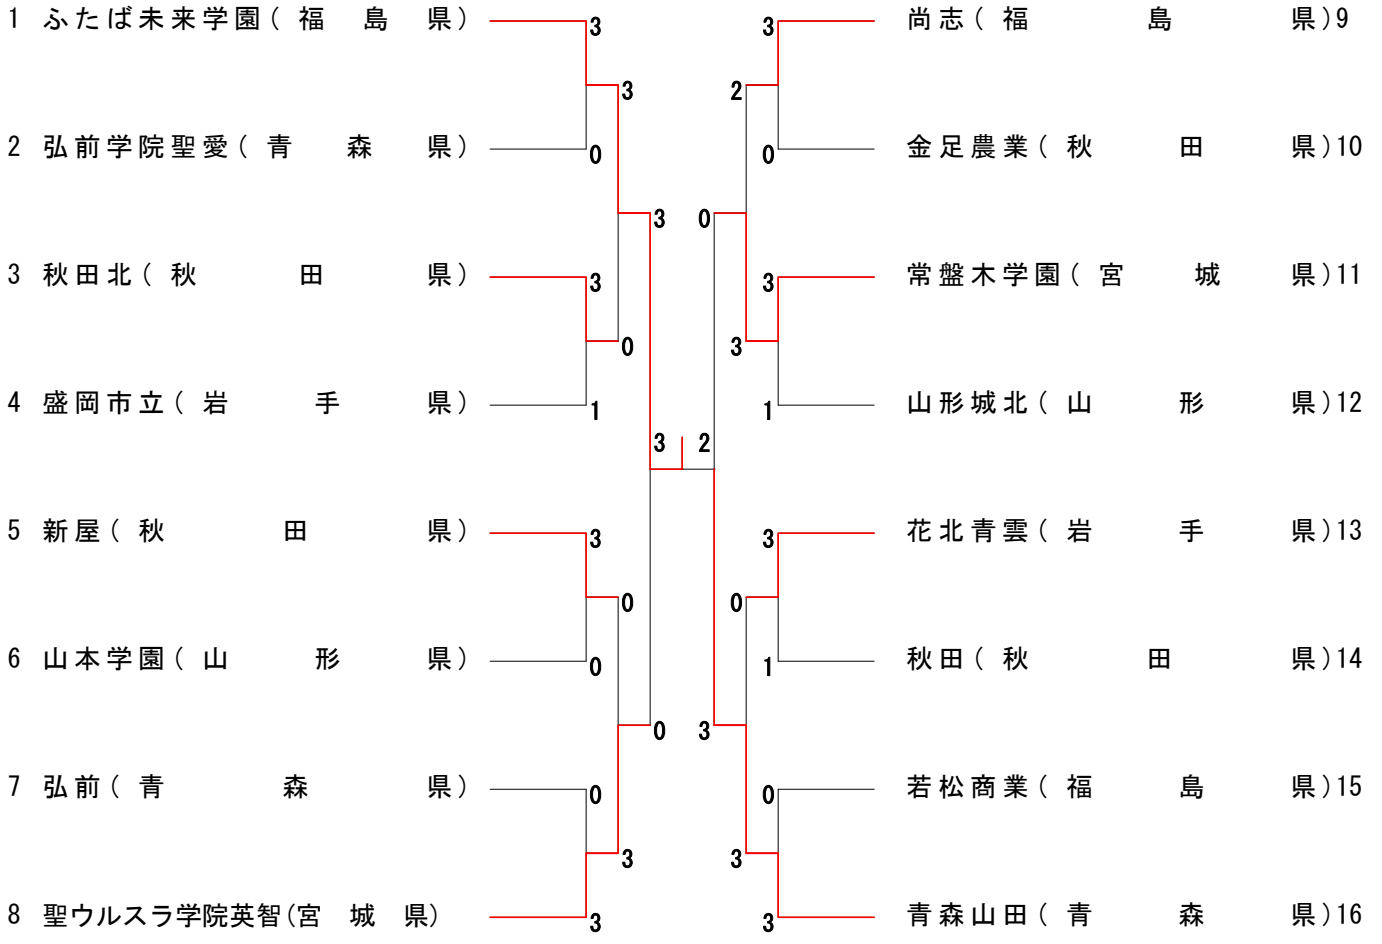 1 ふたば未来学園(福島県) 3 3 尚志(福島県)9
3 2
2 弘前学院聖愛(青森県) 0 0 金足農業(秋田県)10
3 0
3 秋田北(秋田県) 3 3 常盤木学園(宮城県)11
0 3
4 盛岡市立(岩手県) 1 1 山形城北(山形県)12
3 2
5 新屋(秋田県) 3 3 花北青雲(岩手県)13
0 0
6 山本学園(山形県) 0 1 秋田(秋田県)14
0 3
7 弘前(青森県) 0 0 若松商業(福島県)15
3 3
8 聖ウルスラ学院英智(宮城県) 3 3 青森山田(青森県)16